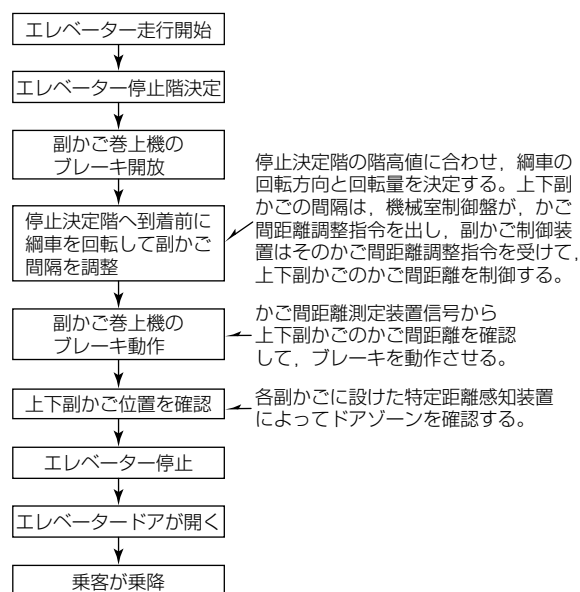 エレベーター走行開始
エレベーター停止階決定
副かご巻上機の
ブレーキ開放
停止決定階へ到着前に
綱車を回転して副かご
間隔を調整
停止決定階の階高値に合わせ，綱車の
回転方向と回転量を決定する。上下副
かごの間隔は，機械室制御盤が，かご
間距離調整指令を出し，副かご制御装
置はそのかご間距離調整指令を受けて，
上下副かごのかご間距離を制御する。
副かご巻上機の
ブレーキ動作
かご間距離測定装置信号から
上下副かごのかご間距離を確認
して，ブレーキを動作させる。
上下副かご位置を確認
各副かごに設けた特定距離感知装置
によってドアゾーンを確認する。
エレベーター停止
エレベータードアが開く
乗客が乗降